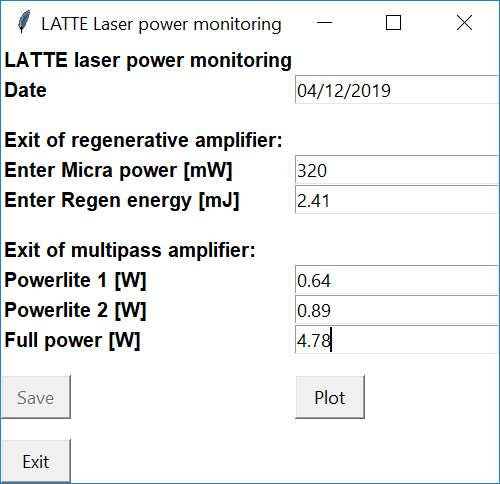 LATTE Laser power monitoring
LATTE laser power monitoring
Date 04/12/2019
Exit of regenerative amplifier:
Enter Micra power [mW] 320
Enter Regen energy [mJ] 2.41
Exit of multipass amplifier:
Powerlite 1 [W] 0.64
Powerlite 2 [W] 0.89
Full power [W] 4.78
Save Plot
Exit